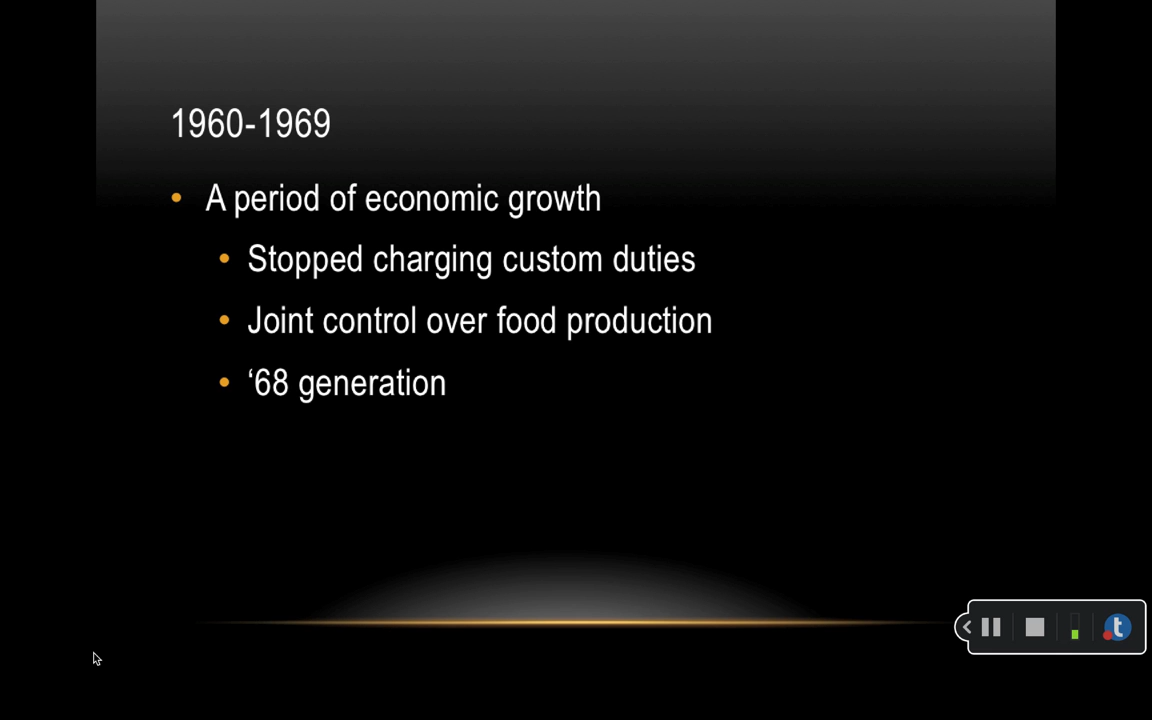 1960-1969
• A period of economic growth
• Stopped charging custom duties
• Joint control over food production
• ‘68 generation
t